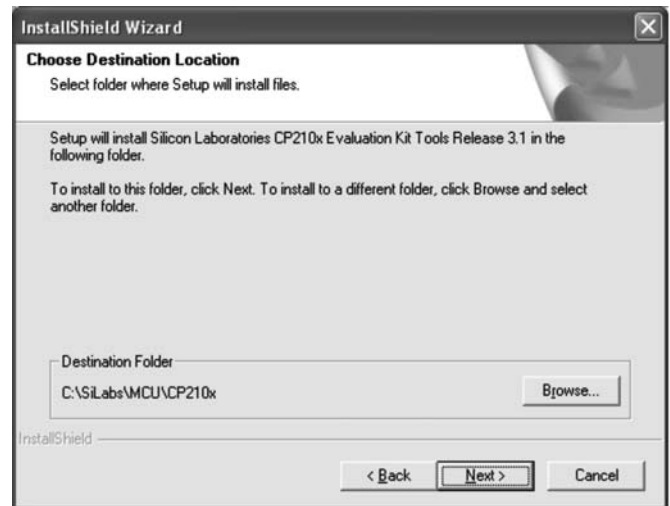 InstallShield Wizard
Choose Destination Location
Select folder where Setup will install files.
Setup will install Silicon Laboratories CP210x Evaluation Kit Tools Release 3.1 in the
following folder.
To install to this folder, click Next. To install to a different folder, click Browse and select
another folder.
Destination Folder
C:\SiLabs\MCU\CP210x
Browse...
InstallShield
< Back
Next >
Cancel